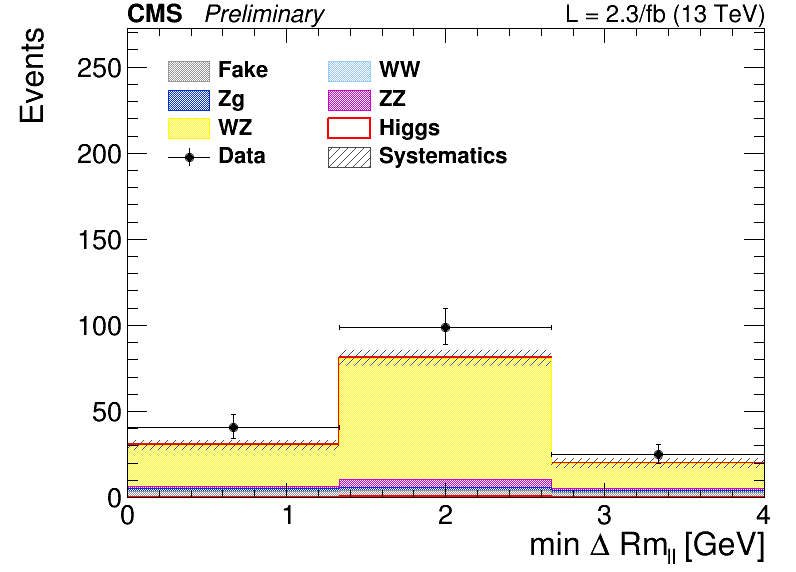 CMS Preliminary L = 2.3/fb (13 TeV)
Events
250
200
150
100
50
0
Fake WW
Zg ZZ
WZ Higgs
Data Systematics
0 1 2 3 4
min Δ Rm_ll [GeV]